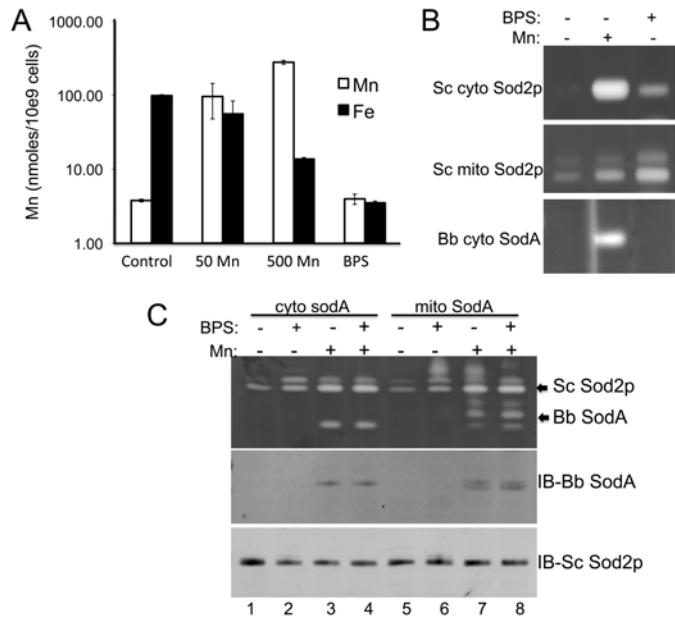 A
Mn (nmoles/10e9 cells)
1000.00
100.00
10.00
1.00
Mn
Fe
Control
50 Mn
500 Mn
BPS
B
BPS: - - +
Mn: - + -
Sc cyto Sod2p
Sc mito Sod2p
Bb cyto SodA
C
cyto sodA mito SodA
BPS: - + - + - + - +
Mn: - - + + - - + +
Sc Sod2p
Bb SodA
IB-Bb SodA
IB-Sc Sod2p
1 2 3 4 5 6 7 8